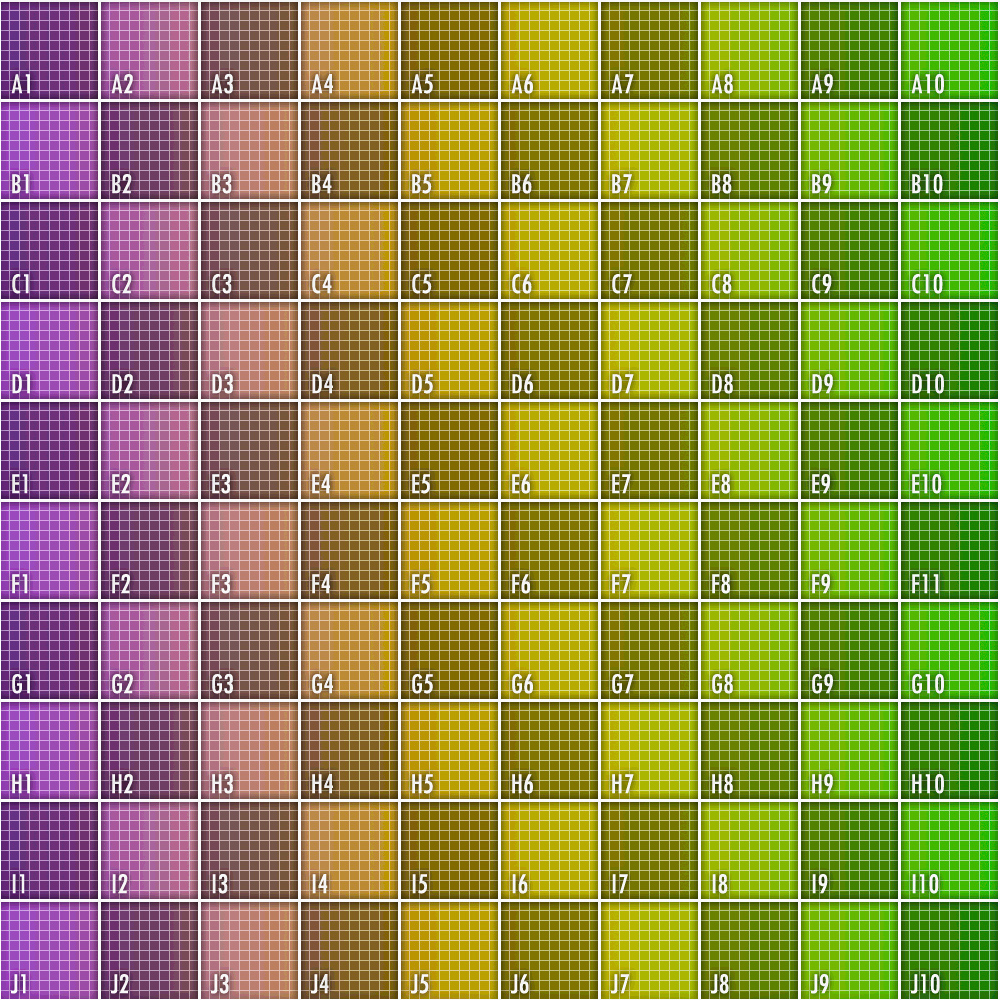 A1 A2 A3 A4 A5 A6 A7 A8 A9 A10
B1 B2 B3 B4 B5 B6 B7 B8 B9 B10
C1 C2 C3 C4 C5 C6 C7 C8 C9 C10
D1 D2 D3 D4 D5 D6 D7 D8 D9 D10
E1 E2 E3 E4 E5 E6 E7 E8 E9 E10
F1 F2 F3 F4 F5 F6 F7 F8 F9 F11
G1 G2 G3 G4 G5 G6 G7 G8 G9 G10
H1 H2 H3 H4 H5 H6 H7 H8 H9 H10
I1 I2 I3 I4 I5 I6 I7 I8 I9 I10
J1 J2 J3 J4 J5 J6 J7 J8 J9 J10